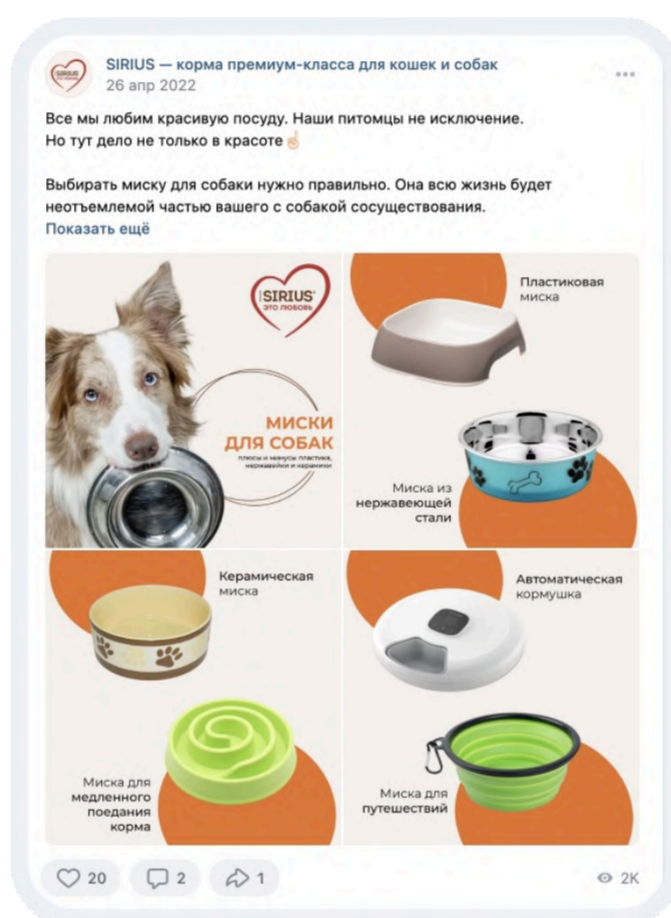 SIRIUS — корма премиум-класса для кошек и собак
26 апр 2022
Все мы любим красивую посуду. Наши питомцы не исключение.
Но тут дело не только в красоте☝🏻
Выбирать миску для собаки нужно правильно. Она всю жизнь будет
неотъемлемой частью вашего с собакой сосуществования.
Показать ещё
SIRIUS
ЭТО ЛЮБОВЬ
МИСКИ
ДЛЯ СОБАК
плюсы и минусы пластика,
нержавейки и керамики
Пластиковая
миска
Миска из
нержавеющей
стали
Керамическая
миска
Миска для
медленного
поедания
корма
Автоматическая
кормушка
Миска для
путешествий
20
2
1
2K